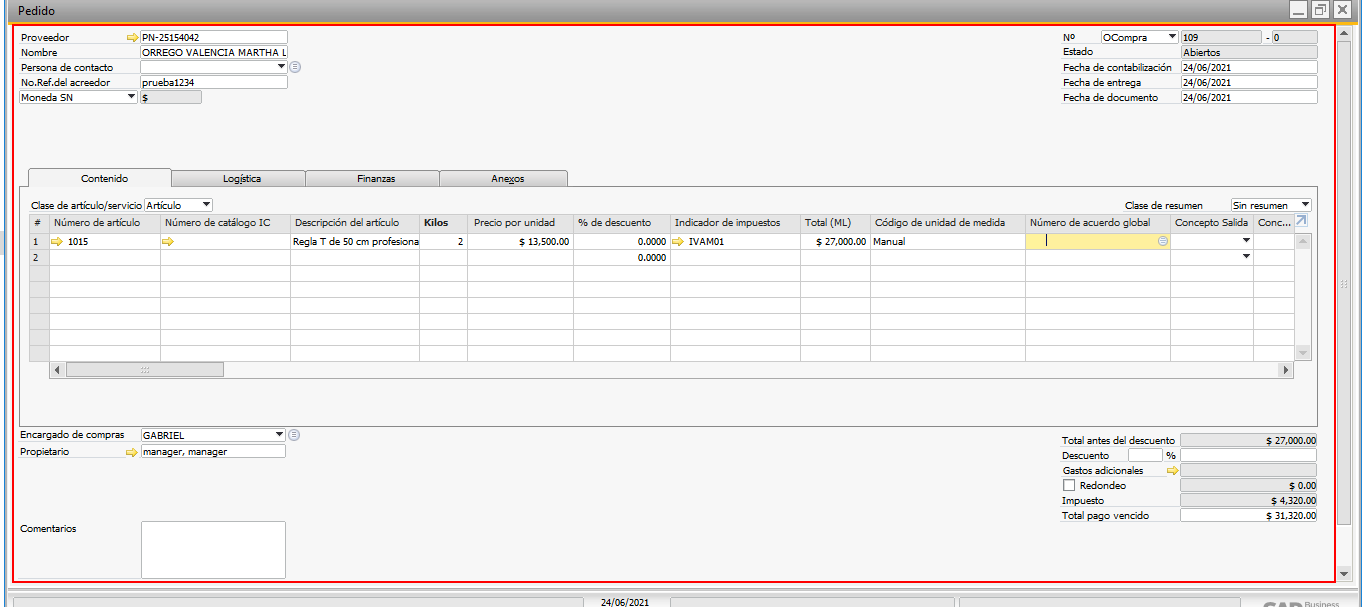 Pedido
Proveedor PN-25154042
Nombre ORREGO VALENCIA MARTHA L
Persona de contacto
No.Ref.del acreedor prueba1234
Moneda SN $
Nº OCompra 109 - 0
Estado Abiertos
Fecha de contabilización 24/06/2021
Fecha de entrega 24/06/2021
Fecha de documento 24/06/2021
Contenido Logística Finanzas Anexos
Clase de artículo/servicio Artículo Clase de resumen Sin resumen
# Número de artículo Número de catálogo IC Descripción del artículo Kilos Precio por unidad % de descuento Indicador de impuestos Total (ML) Código de unidad de medida Número de acuerdo global Concepto Salida Conc...
1 1015 Regla T de 50 cm profesiona 2 $ 13,500.00 0.0000 IVAM01 $ 27,000.00 Manual
2 0.0000
Encargado de compras GABRIEL
Propietario manager, manager
Total antes del descuento $ 27,000.00
Descuento %
Gastos adicionales
Redondeo $ 0.00
Impuesto $ 4,320.00
Total pago vencido $ 31,320.00
Comentarios
24/06/2021
Business